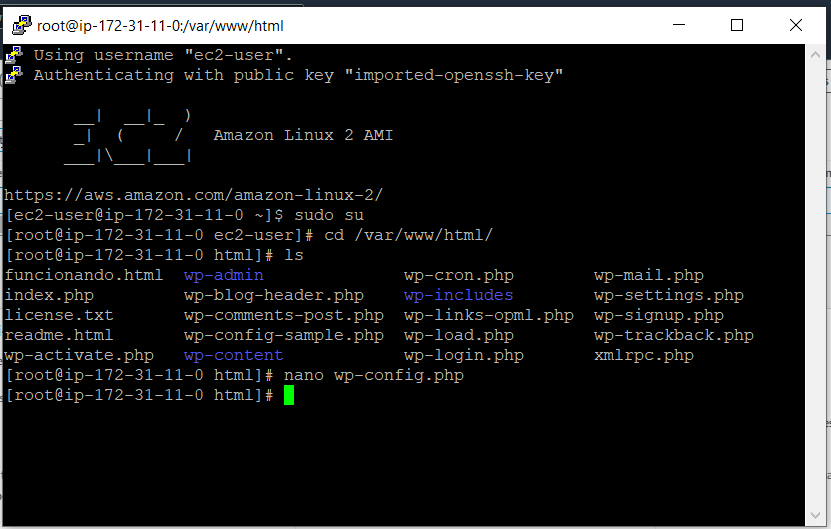 root@ip-172-31-11-0:/var/www/html
Using username "ec2-user".
Authenticating with public key "imported-openssh-key"
       __|  __|_  )
       _|  (     /   Amazon Linux 2 AMI
      ___|\___|___|
https://aws.amazon.com/amazon-linux-2/
[ec2-user@ip-172-31-11-0 ~]$ sudo su
[root@ip-172-31-11-0 ec2-user]# cd /var/www/html/
[root@ip-172-31-11-0 html]# ls
funcionando.html  wp-admin              wp-cron.php        wp-mail.php
index.php         wp-blog-header.php    wp-includes        wp-settings.php
license.txt       wp-comments-post.php  wp-links-opml.php  wp-signup.php
readme.html       wp-config-sample.php  wp-load.php        wp-trackback.php
wp-activate.php   wp-content            wp-login.php       xmlrpc.php
[root@ip-172-31-11-0 html]# nano wp-config.php
[root@ip-172-31-11-0 html]#